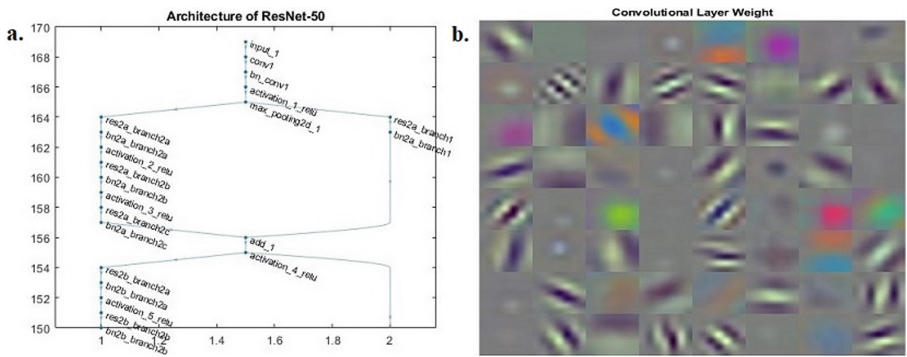 a.
Architecture of ResNet-50
170
168
166
164
162
160
158
156
154
152
150
input_1
conv1
bn_conv1
activation_1_relu
max_pooling2d_1
res2a_branch2a
bn2a_branch2a
activation_2_relu
res2a_branch2b
bn2a_branch2b
activation_3_relu
res2a_branch2c
bn2a_branch2c
res2a_branch1
bn2a_branch1
add_1
activation_4_relu
res2b_branch2a
bn2b_branch2a
activation_5_relu
res2b_branch2b
bn2b_branch2b
1 1.2 1.4 1.6 1.8 2
b.
Convolutional Layer Weight